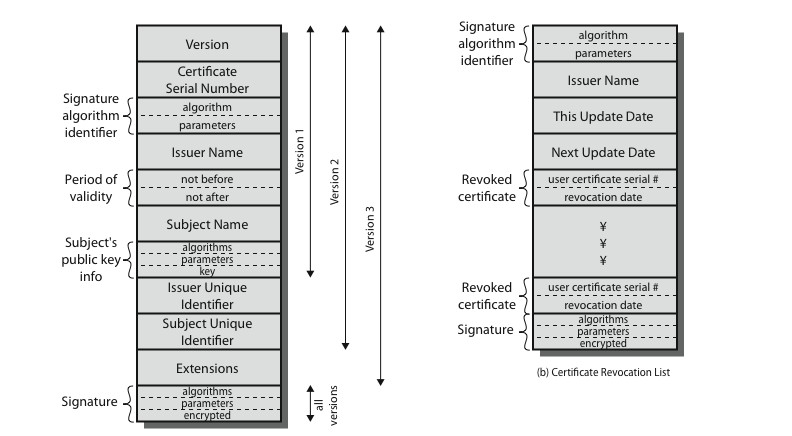 Version
Certificate
Serial Number
Signature
algorithm
identifier
algorithm
parameters
Issuer Name
Period of
validity
not before
not after
Subject Name
Subject's
public key
info
algorithms
parameters
key
Issuer Unique
Identifier
Subject Unique
Identifier
Extensions
Signature
algorithms
parameters
encrypted
Version 1
Version 2
Version 3
all
versions
Signature
algorithm
identifier
algorithm
parameters
Issuer Name
This Update Date
Next Update Date
Revoked
certificate
user certificate serial #
revocation date
¥
¥
¥
Revoked
certificate
user certificate serial #
revocation date
Signature
algorithms
parameters
encrypted
(b) Certificate Revocation List